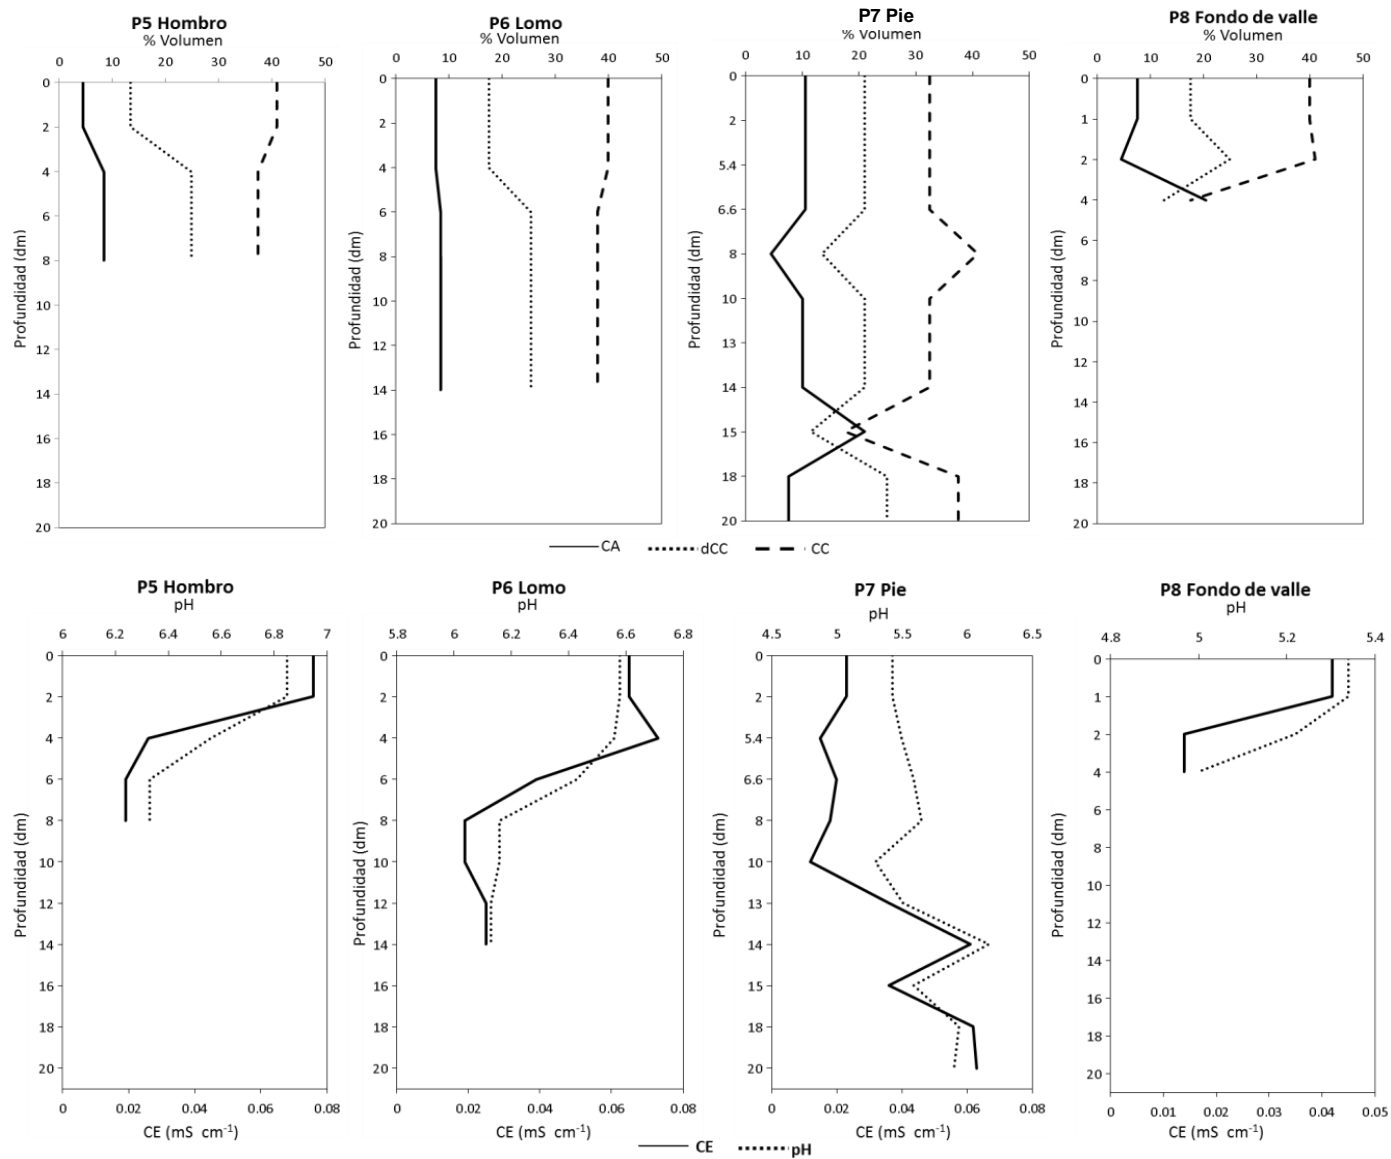 P5 Hombro
% Volumen
0 10 20 30 40 50
0
2
4
6
8
10
12
14
16
18
20
Profundidad (dm)
P6 Lomo
% Volumen
0 10 20 30 40 50
0
2
4
6
8
10
12
14
16
18
20
Profundidad (dm)
P7 Pie
% Volumen
0 10 20 30 40 50
0
2
5.4
6.6
8
10
13
14
15
18
20
Profundidad (dm)
P8 Fondo de valle
% Volumen
0 10 20 30 40 50
0
1
2
4
6
8
10
12
14
16
18
20
Profundidad (dm)
CA dCC CC
P5 Hombro
pH
6 6.2 6.4 6.6 6.8 7
0
2
4
6
8
10
12
14
16
18
20
Profundidad (dm)
0 0.02 0.04 0.06 0.08
CE (mS cm⁻¹)
P6 Lomo
pH
5.8 6 6.2 6.4 6.6 6.8
0
2
4
6
8
10
12
14
16
18
20
Profundidad (dm)
0 0.02 0.04 0.06 0.08
CE (mS cm⁻¹)
P7 Pie
pH
4.5 5 5.5 6 6.5
0
2
5.4
6.6
8
10
13
14
15
18
20
Profundidad (dm)
0 0.02 0.04 0.06 0.08
CE (mS cm⁻¹)
P8 Fondo de valle
pH
4.8 5 5.2 5.4
0
1
2
4
6
8
10
12
14
16
18
20
Profundidad (dm)
0 0.01 0.02 0.03 0.04 0.05
CE (mS cm⁻¹)
CE pH